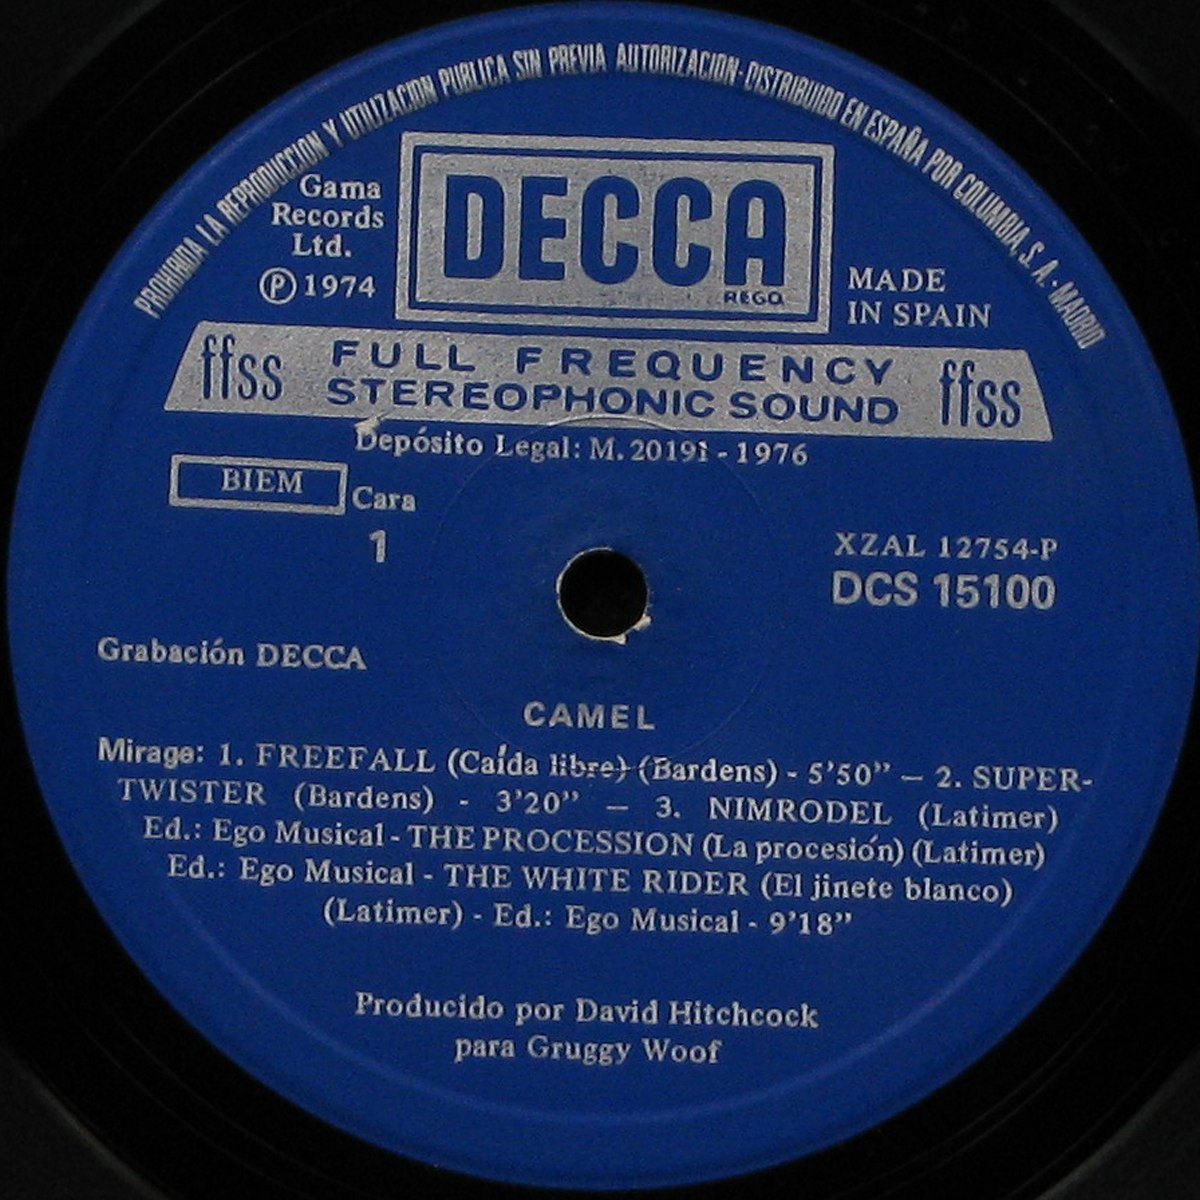 PROHIBIDA LA REPRODUCCION Y UTILIZACION PUBLICA SIN PREVIA AUTORIZACION · DISTRIBUIDO EN ESPAÑA POR COLUMBIA, S. A. · MADRID
Gama
Records
Ltd.
Ⓟ 1974
DECCA
REGD.
MADE
IN SPAIN
ffss FULL FREQUENCY ffss
STEREOPHONIC SOUND
Depósito Legal: M. 20191 - 1976
BIEM
Cara
1
XZAL 12754-P
DCS 15100
Grabación DECCA
CAMEL
Mirage: 1. FREEFALL (Caída libre) (Bardens) - 5'50" — 2. SUPER-
TWISTER (Bardens) - 3'20" — 3. NIMRODEL (Latimer)
Ed.: Ego Musical - THE PROCESSION (La procesión) (Latimer)
Ed.: Ego Musical - THE WHITE RIDER (El jinete blanco)
(Latimer) - Ed.: Ego Musical - 9'18"
Producido por David Hitchcock
para Gruggy Woof